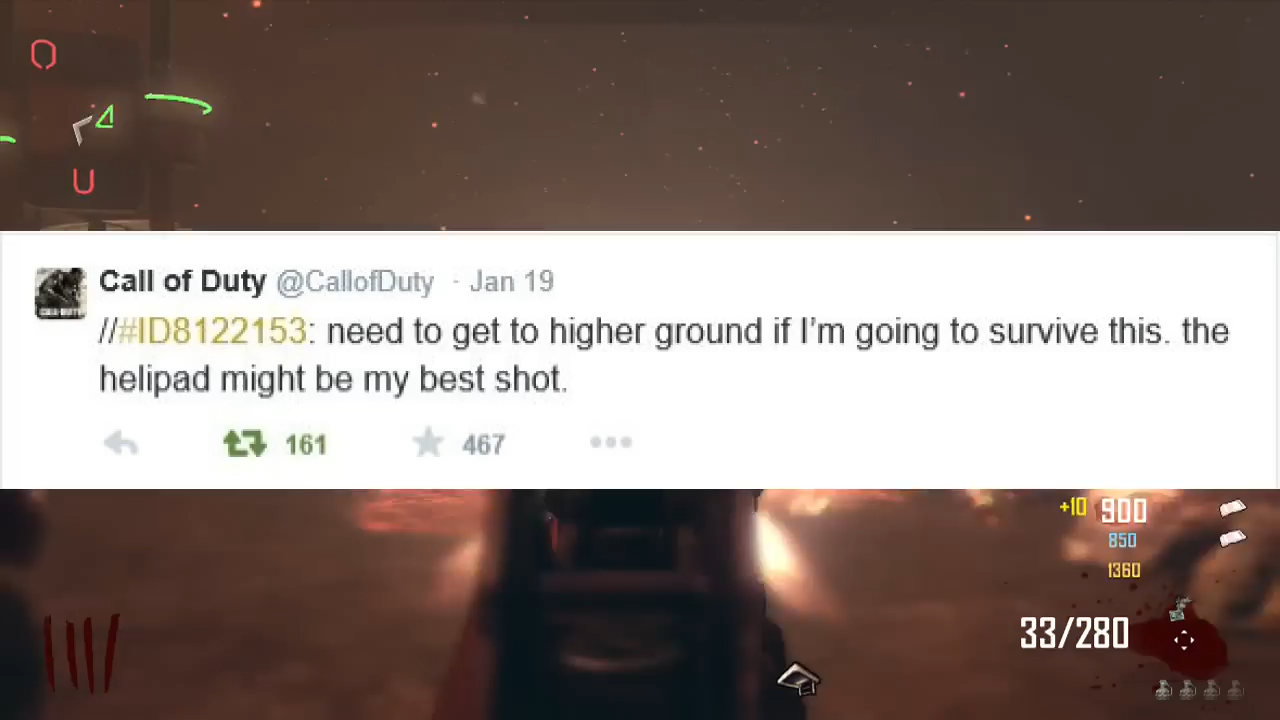 Call of Duty @CallofDuty · Jan 19
//#ID8122153: need to get to higher ground if I'm going to survive this. the
helipad might be my best shot.
161 467
+10 900
850
1360
33/280